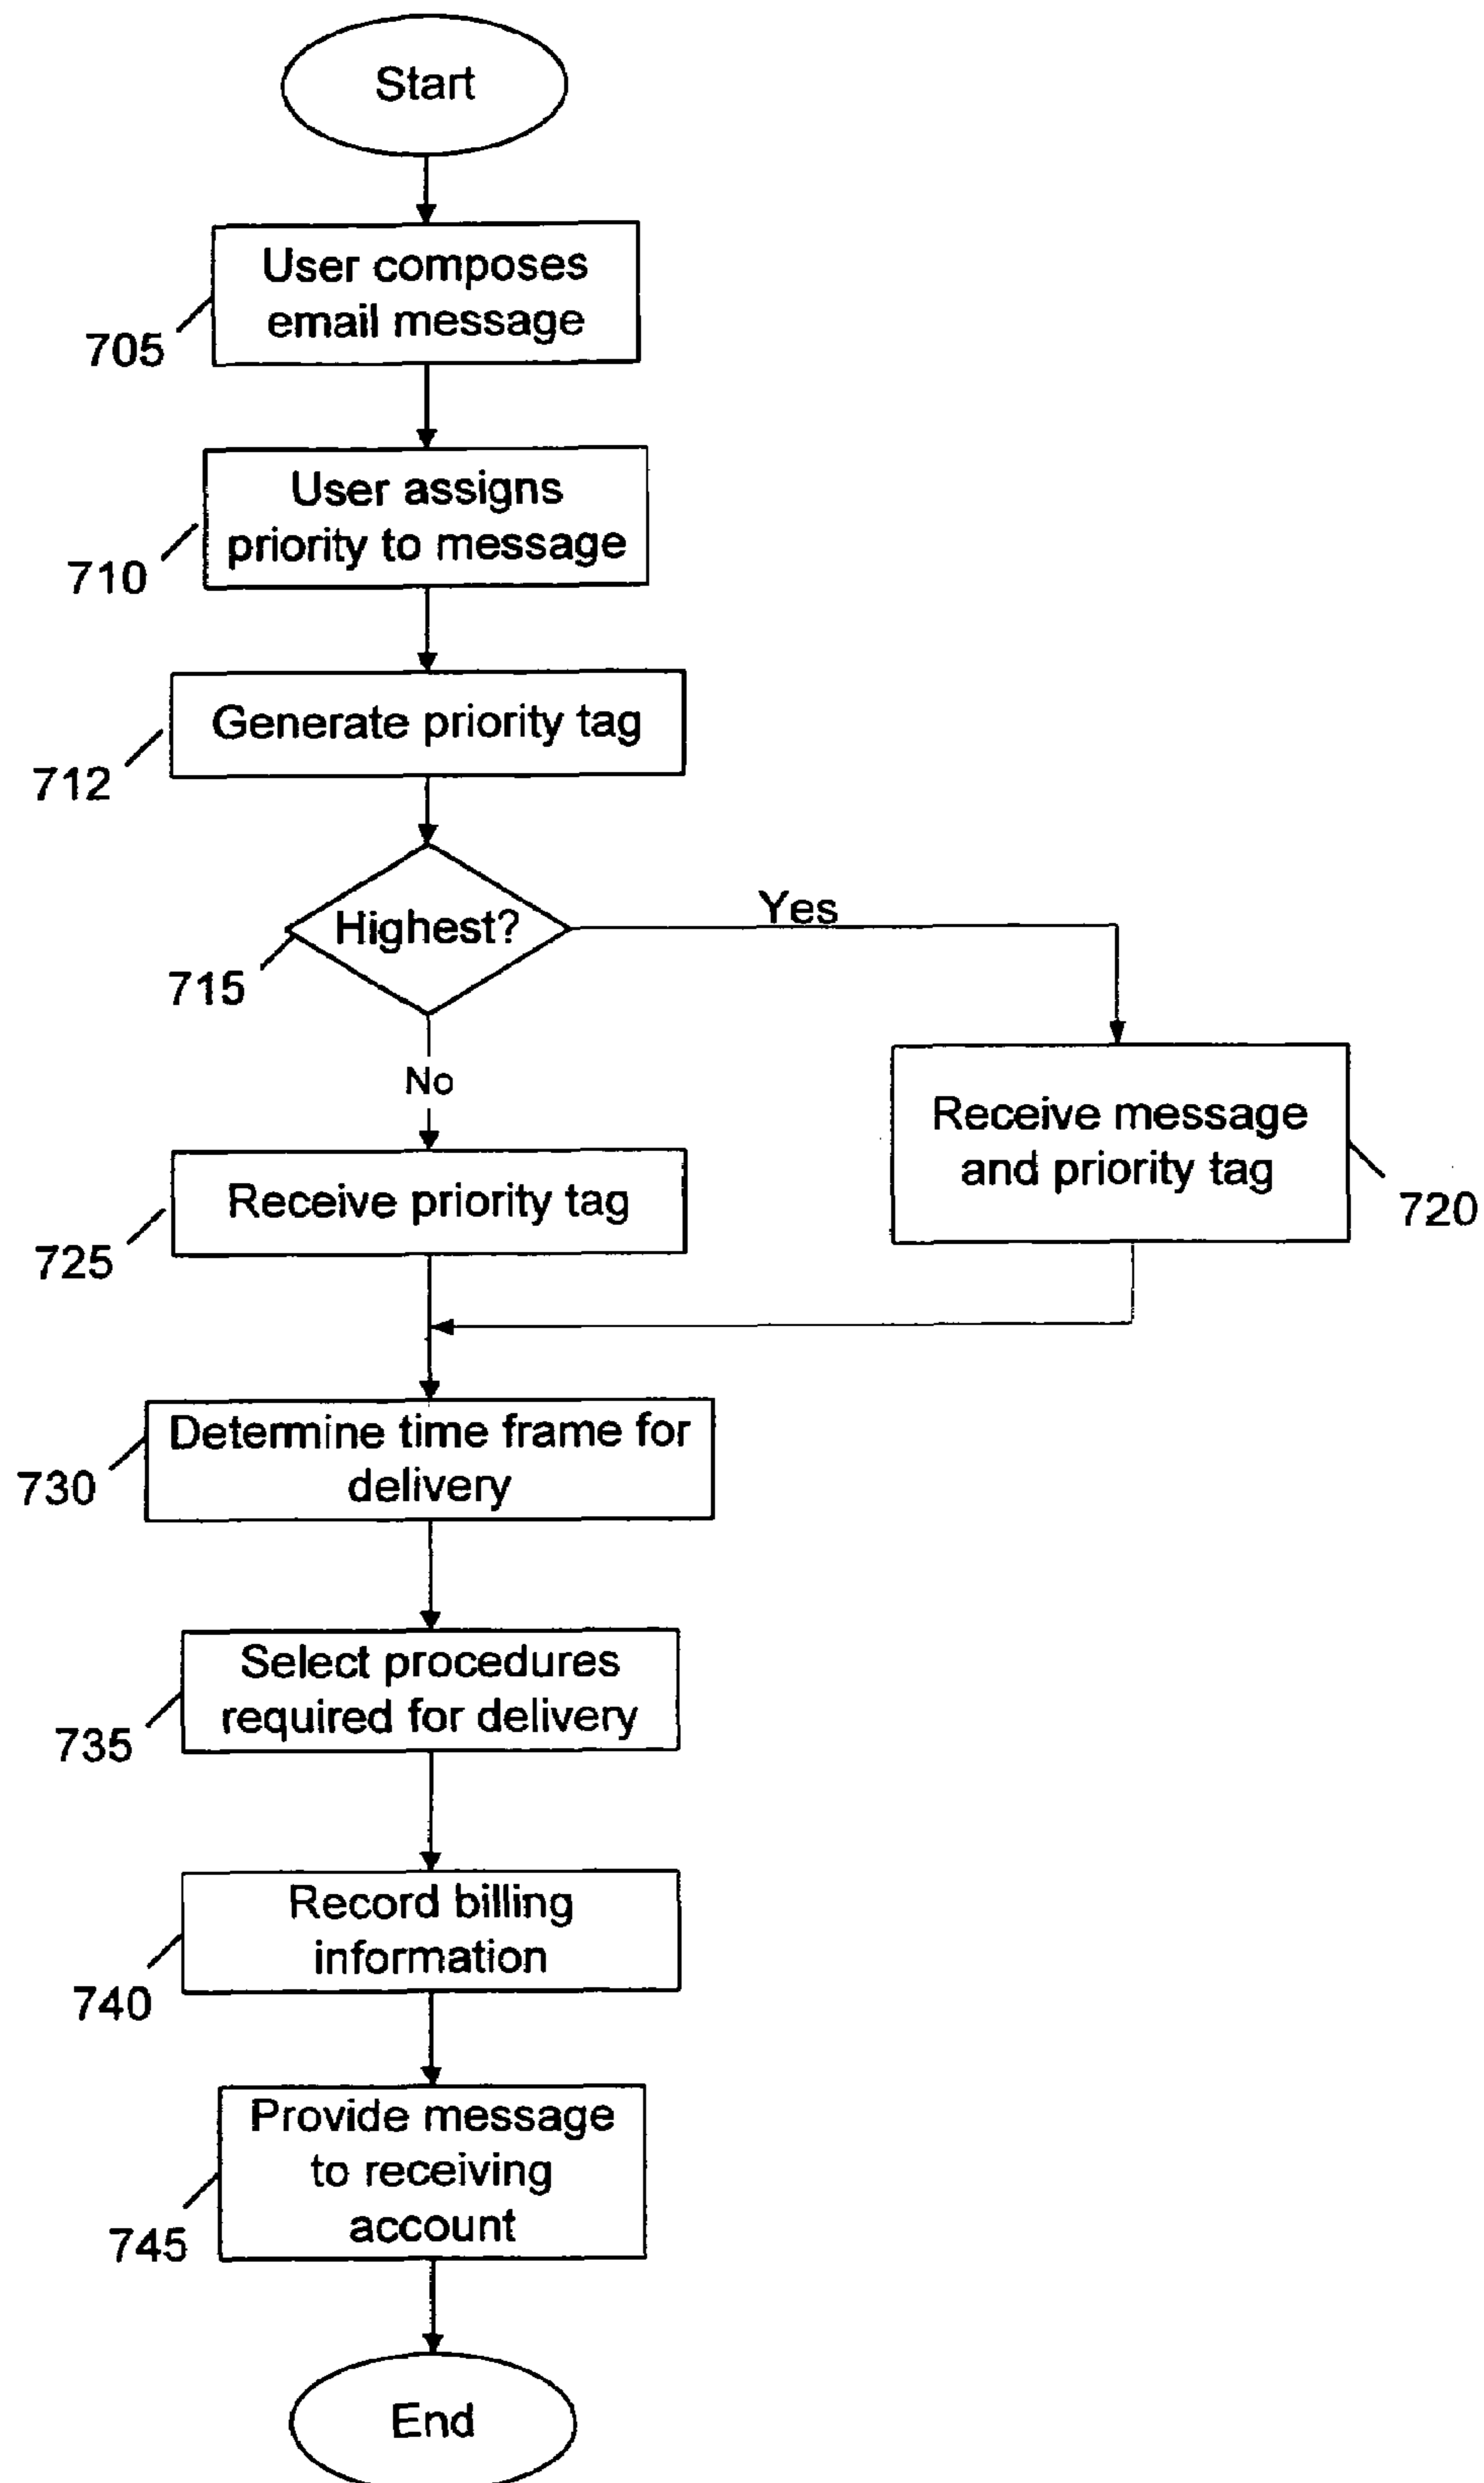 Start
User composes
email message
705
User assigns
priority to message
710
Generate priority tag
712
Highest?
715
Yes
No
Receive message
and priority tag
720
Receive priority tag
725
Determine time frame for
delivery
730
Select procedures
required for delivery
735
Record billing
information
740
Provide message
to receiving
account
745
End